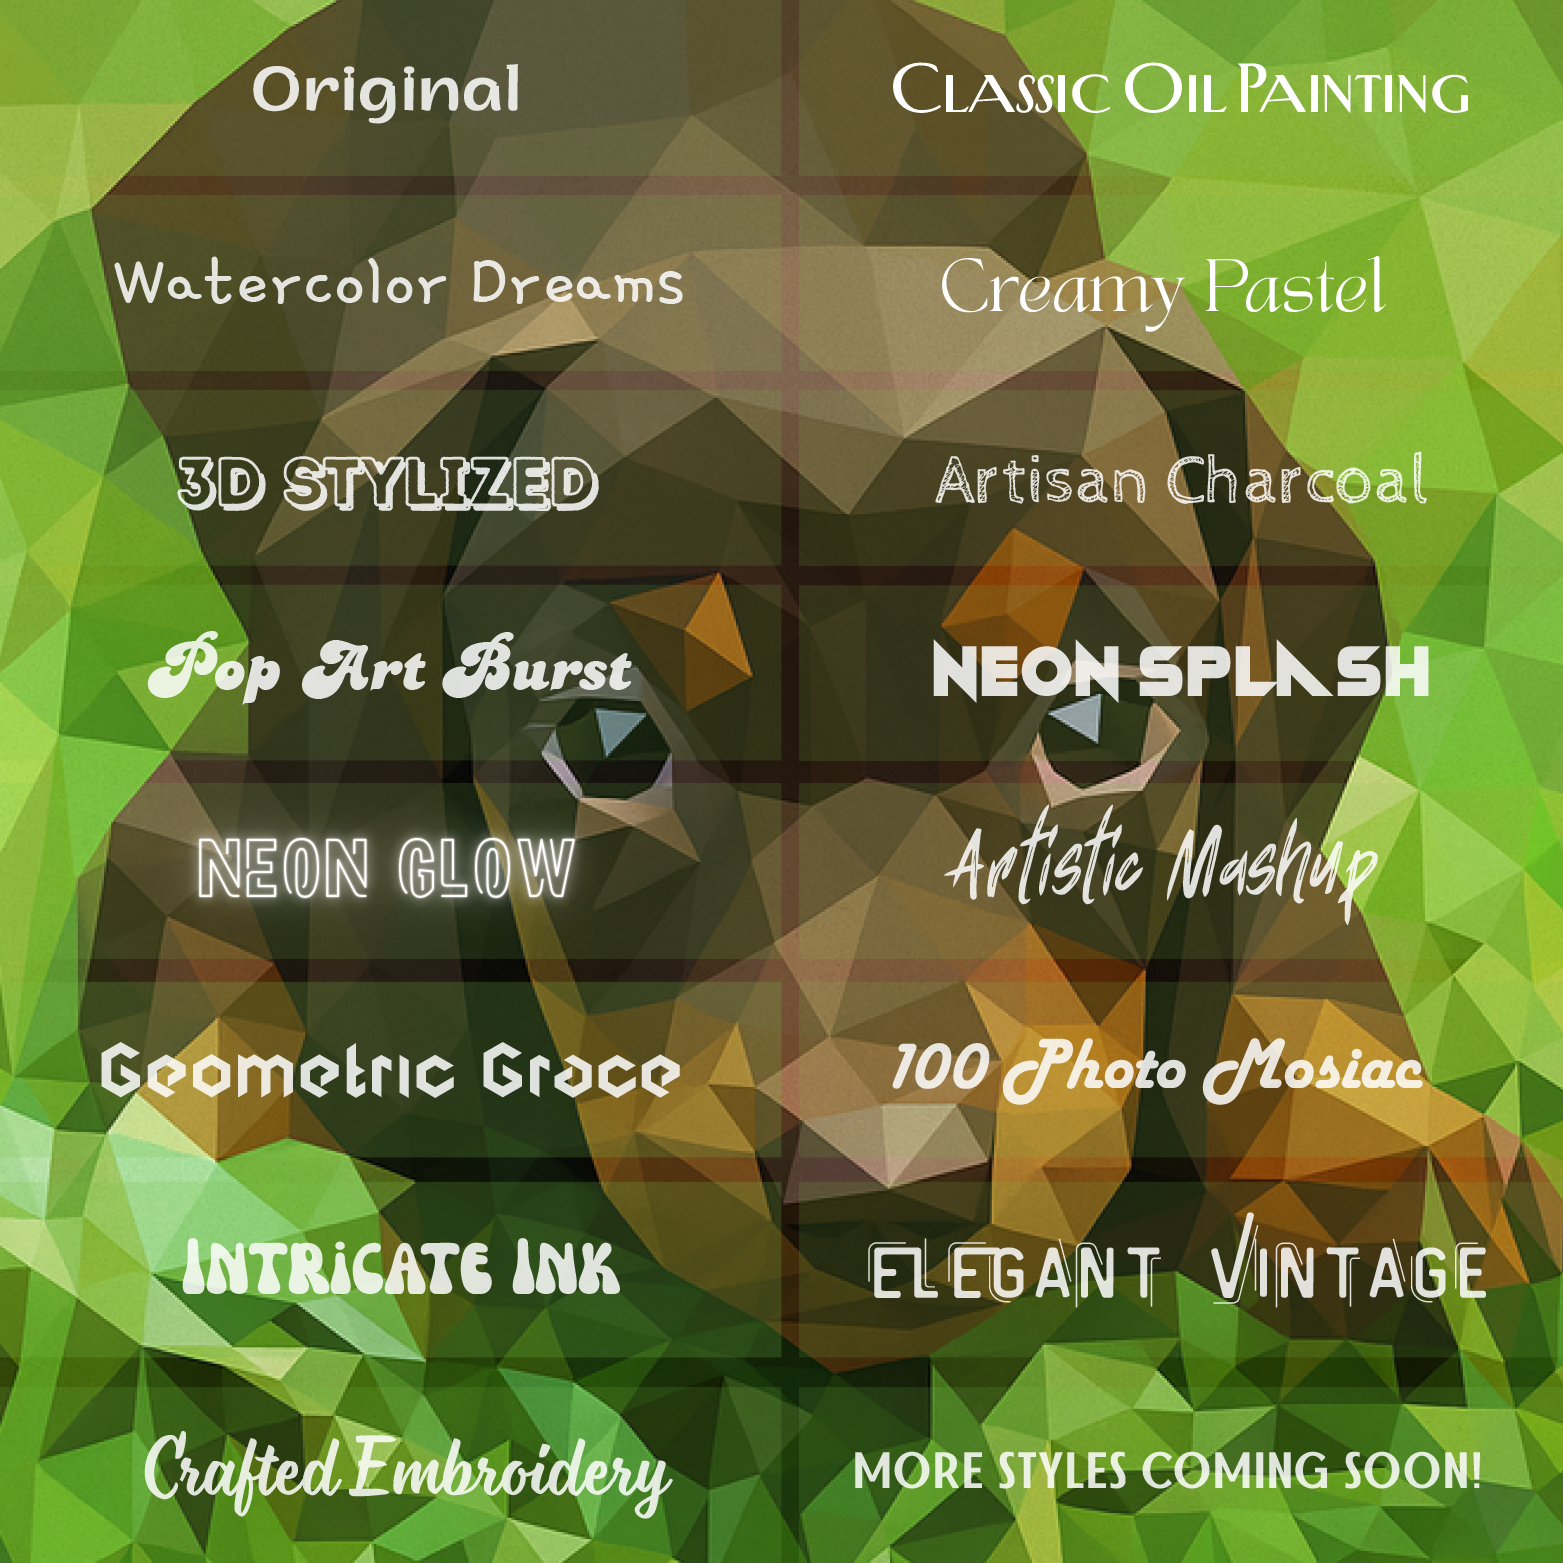 Original
Classic Oil Painting
Watercolor Dreams
Creamy Pastel
3D STYLIZED
Artisan Charcoal
Pop Art Burst
NEON SPLASH
NEON GLOW
Artistic Mashup
Geometric Grace
100 Photo Mosiac
Intricate Ink
Elegant Vintage
Crafted Embroidery
MORE STYLES COMING SOON!